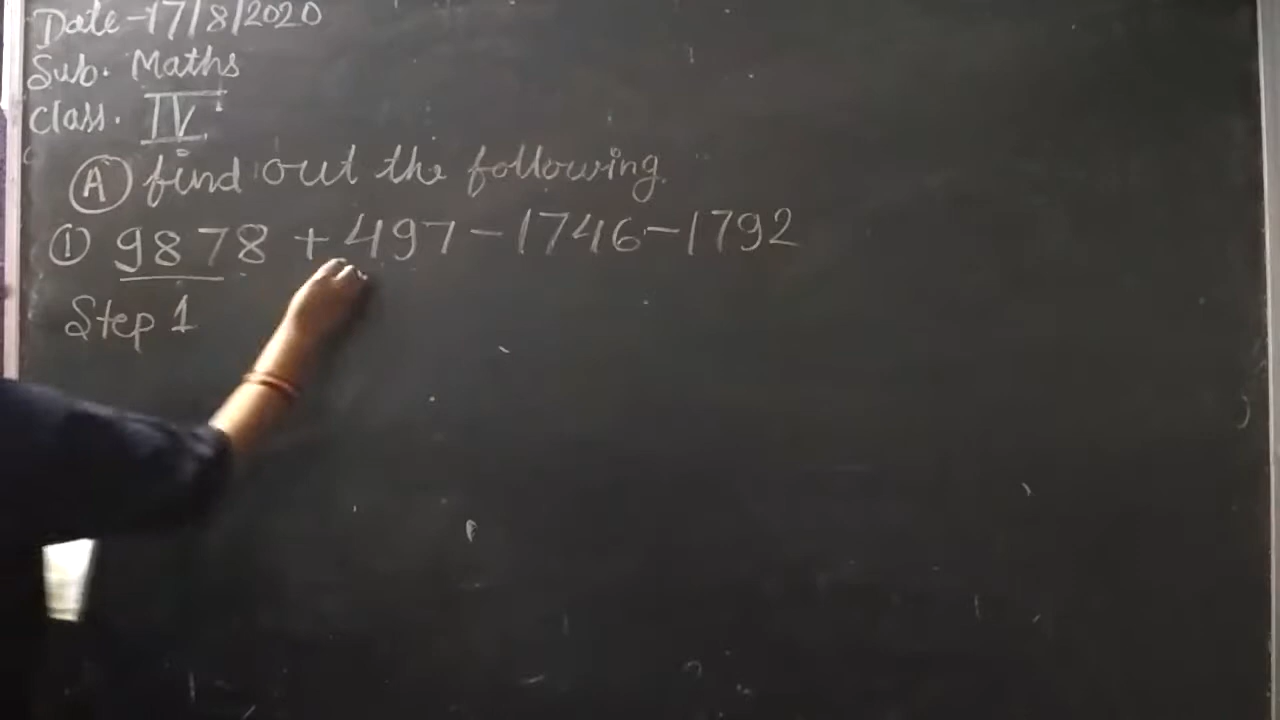 Date-17/8/2020
Sub. Maths
Class. IV.
A find out the following.
1 9878 + 497 - 1746 - 1792
Step 1